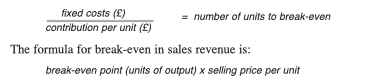 fixed costs (£)
contribution per unit (£) = number of units to break-even
The formula for break-even in sales revenue is:
break-even point (units of output) x selling price per unit